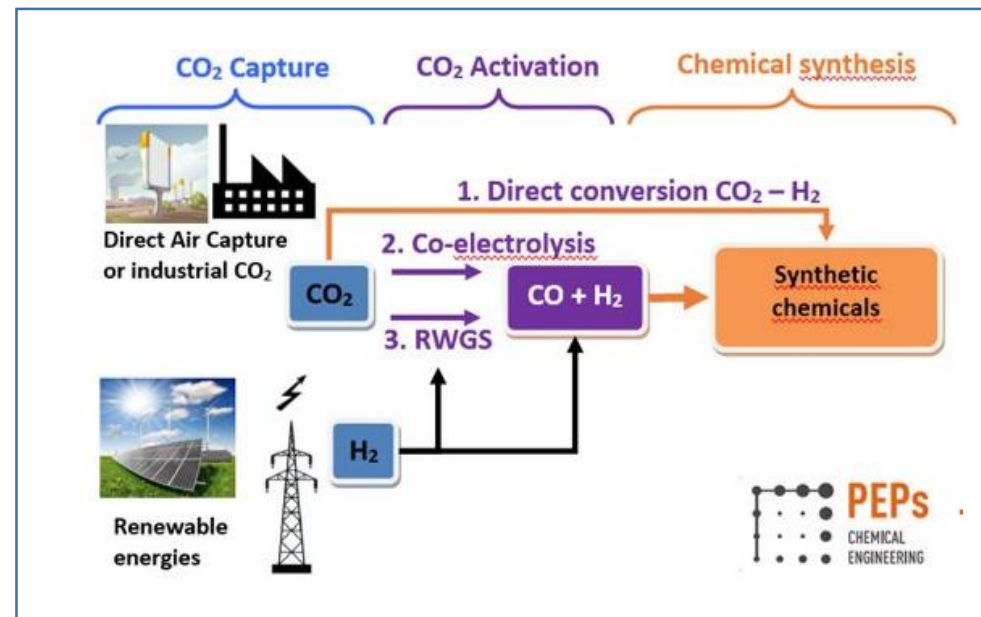 CO₂ Capture
CO₂ Activation
Chemical synthesis
1. Direct conversion CO₂ – H₂
Direct Air Capture
or industrial CO₂
2. Co-electrolysis
CO₂
CO + H₂
Synthetic
chemicals
3. RWGS
H₂
Renewable
energies
PEPs
CHEMICAL
ENGINEERING